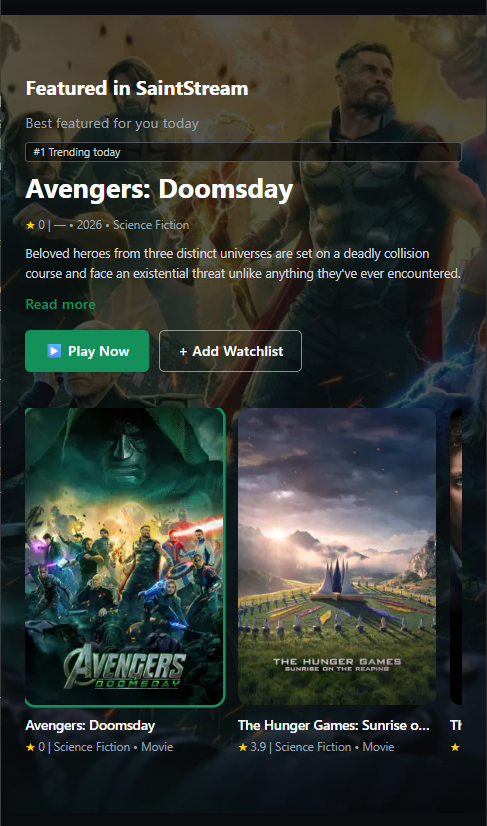 Featured in SaintStream
Best featured for you today
#1 Trending today
Avengers: Doomsday
★ 0 | — • 2026 • Science Fiction
Beloved heroes from three distinct universes are set on a deadly collision
course and face an existential threat unlike anything they've ever encountered.
Read more
▶ Play Now
+ Add Watchlist
AVENGERS
DOOMSDAY
THE HUNGER GAMES
SUNRISE ON THE REAPING
Avengers: Doomsday
★ 0 | Science Fiction • Movie
The Hunger Games: Sunrise o...
★ 3.9 | Science Fiction • Movie
★